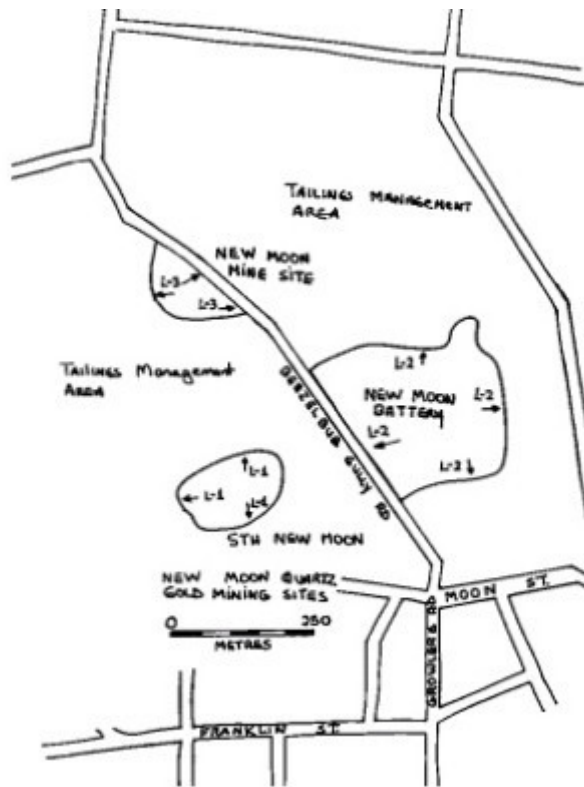 TAILINGS MANAGEMENT
AREA
NEW MOON
MINE SITE
L-3
L-3
TAILINGS Management
AREA
L-2
NEW MOON
BATTERY
L-2
L-2
L-2
BEEZELBUB GULLY RD
L-1
L-1
L-1
STH NEW MOON
NEW MOON QUARTZ
GOLD MINING SITES
MOON ST.
0 250
METRES
GROWLERS RD
FRANKLIN ST.